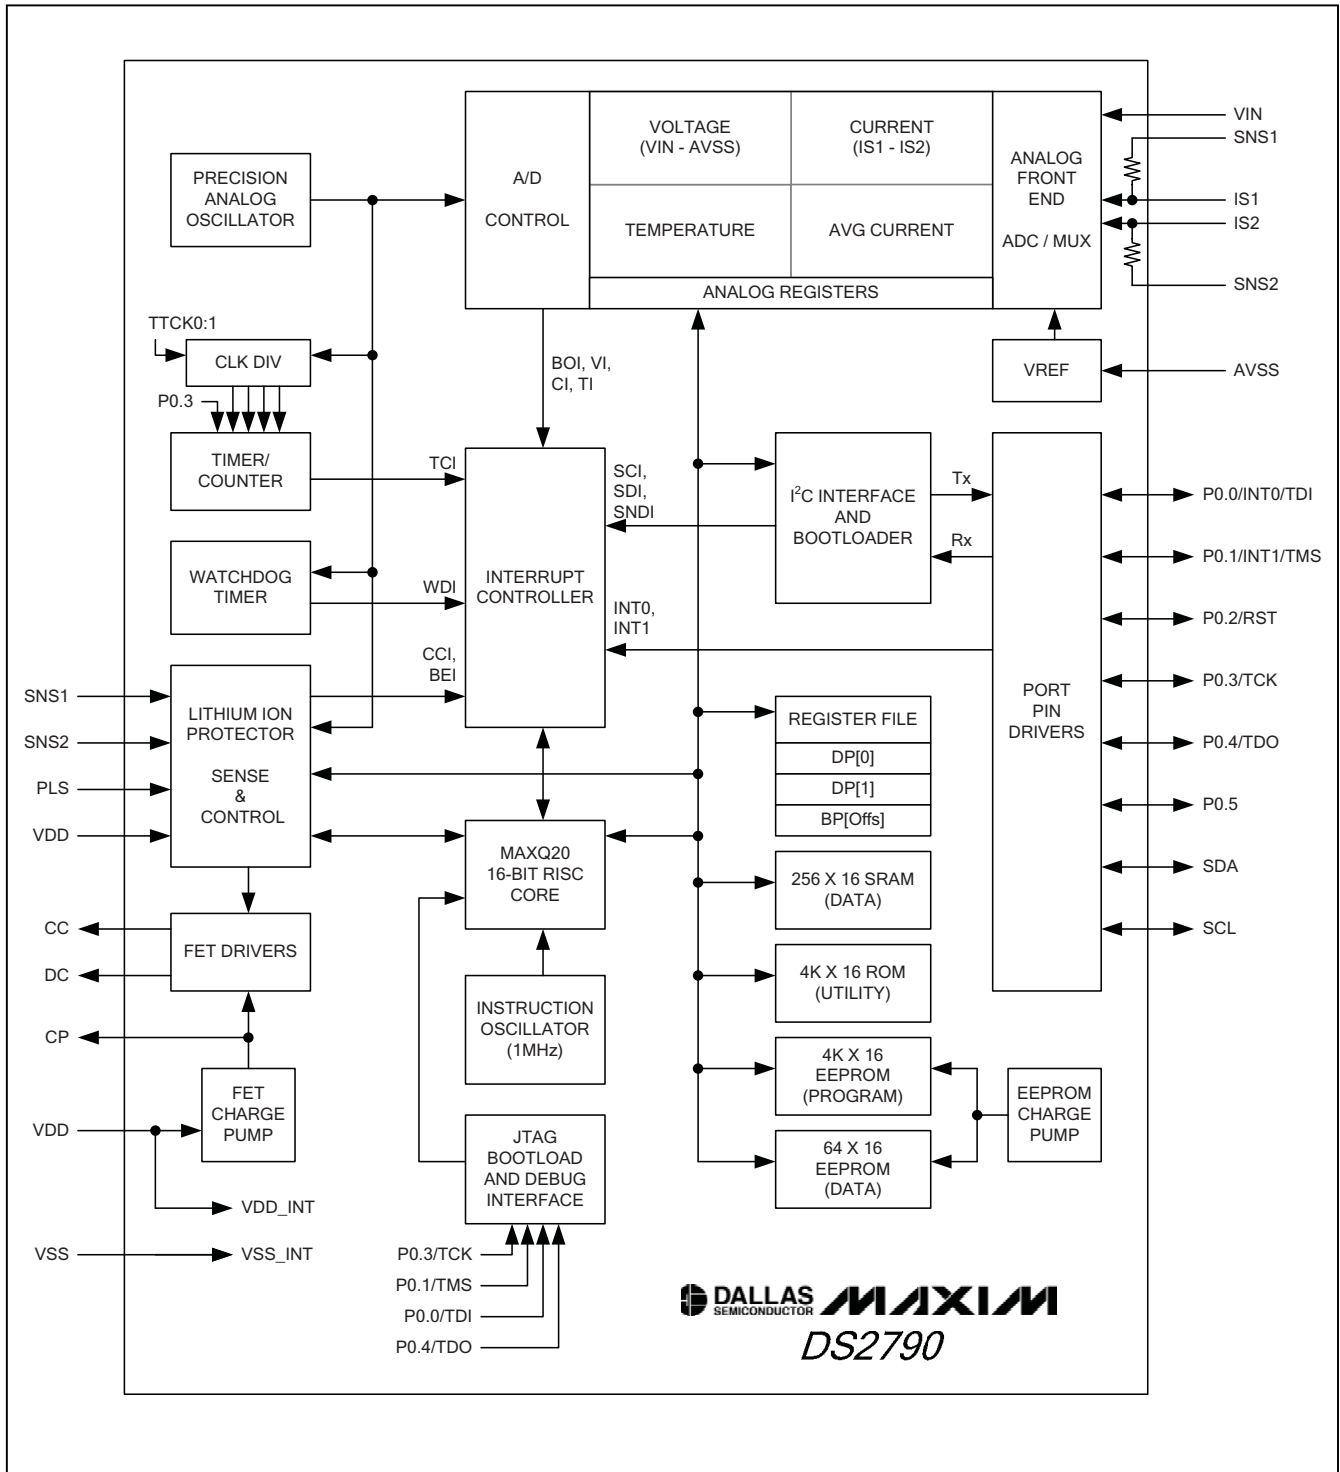 VOLTAGE
(VIN - AVSS)
CURRENT
(IS1 - IS2)
TEMPERATURE
AVG CURRENT
ANALOG REGISTERS
A/D
CONTROL
ANALOG
FRONT
END
ADC / MUX
VIN
SNS1
IS1
IS2
SNS2
PRECISION
ANALOG
OSCILLATOR
TTCK0:1
CLK DIV
P0.3
TIMER/
COUNTER
BOI, VI,
CI, TI
VREF
AVSS
TCI
SCI,
SDI,
SNDI
I²C INTERFACE
AND
BOOTLOADER
Tx
Rx
P0.0/INT0/TDI
P0.1/INT1/TMS
P0.2/RST
P0.3/TCK
P0.4/TDO
P0.5
SDA
SCL
WATCHDOG
TIMER
WDI
INTERRUPT
CONTROLLER
INT0,
INT1
CCI,
BEI
PORT
PIN
DRIVERS
SNS1
SNS2
PLS
VDD
LITHIUM ION
PROTECTOR
SENSE
&
CONTROL
REGISTER FILE
DP[0]
DP[1]
BP[Offs]
MAXQ20
16-BIT RISC
CORE
256 X 16 SRAM
(DATA)
CC
DC
CP
FET DRIVERS
4K X 16 ROM
(UTILITY)
INSTRUCTION
OSCILLATOR
(1MHz)
4K X 16
EEPROM
(PROGRAM)
EEPROM
CHARGE
PUMP
FET
CHARGE
PUMP
VDD
64 X 16
EEPROM
(DATA)
JTAG
BOOTLOAD
AND DEBUG
INTERFACE
VDD_INT
VSS
VSS_INT
P0.3/TCK
P0.1/TMS
P0.0/TDI
P0.4/TDO
DALLAS
SEMICONDUCTOR
MAXIM
DS2790